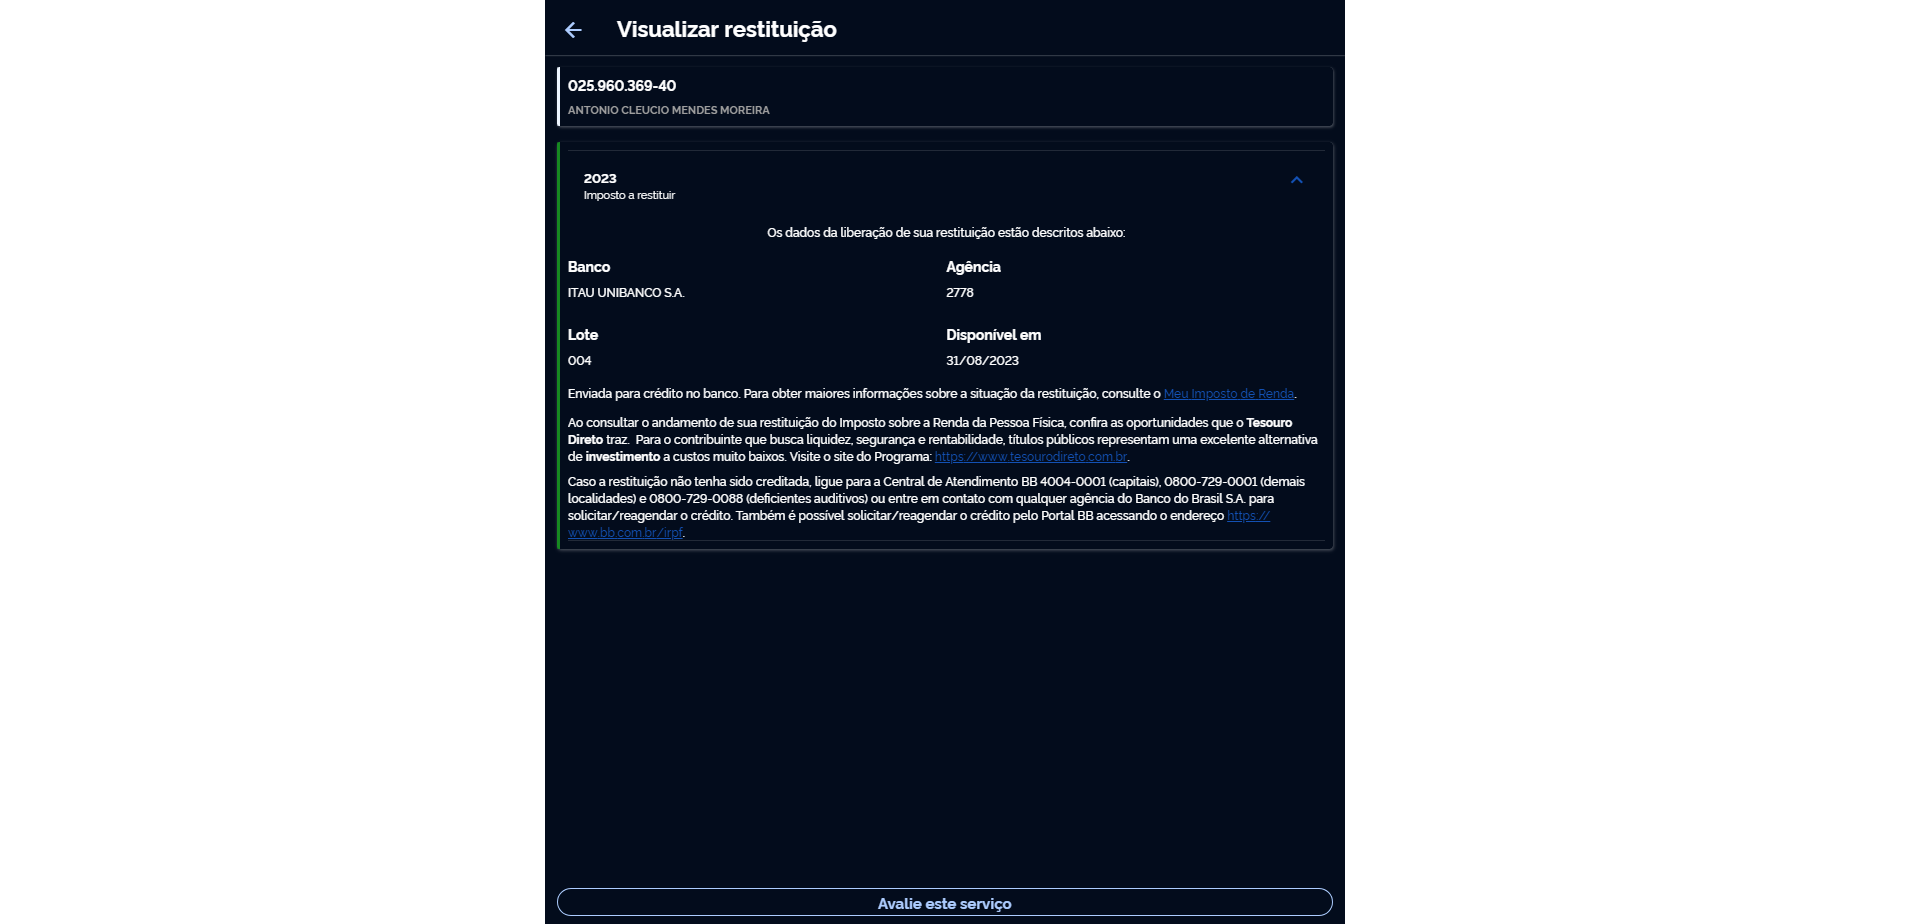 Visualizar restituição
025.960.369-40
ANTONIO CLEUCIO MENDES MOREIRA
2023
Imposto a restituir
Os dados da liberação de sua restituição estão descritos abaixo:
Banco
Agência
ITAU UNIBANCO S.A.
2778
Lote
Disponível em
004
31/08/2023
Enviada para crédito no banco. Para obter maiores informações sobre a situação da restituição, consulte o Meu Imposto de Renda.
Ao consultar o andamento de sua restituição do Imposto sobre a Renda da Pessoa Física, confira as oportunidades que o Tesouro
Direto traz.  Para o contribuinte que busca liquidez, segurança e rentabilidade, títulos públicos representam uma excelente alternativa
de investimento a custos muito baixos. Visite o site do Programa: https://www.tesourodireto.com.br.
Caso a restituição não tenha sido creditada, ligue para a Central de Atendimento BB 4004-0001 (capitais), 0800-729-0001 (demais
localidades) e 0800-729-0088 (deficientes auditivos) ou entre em contato com qualquer agência do Banco do Brasil S.A. para
solicitar/reagendar o crédito. Também é possível solicitar/reagendar o crédito pelo Portal BB acessando o endereço https://
www.bb.com.br/irpf.
Avalie este serviço